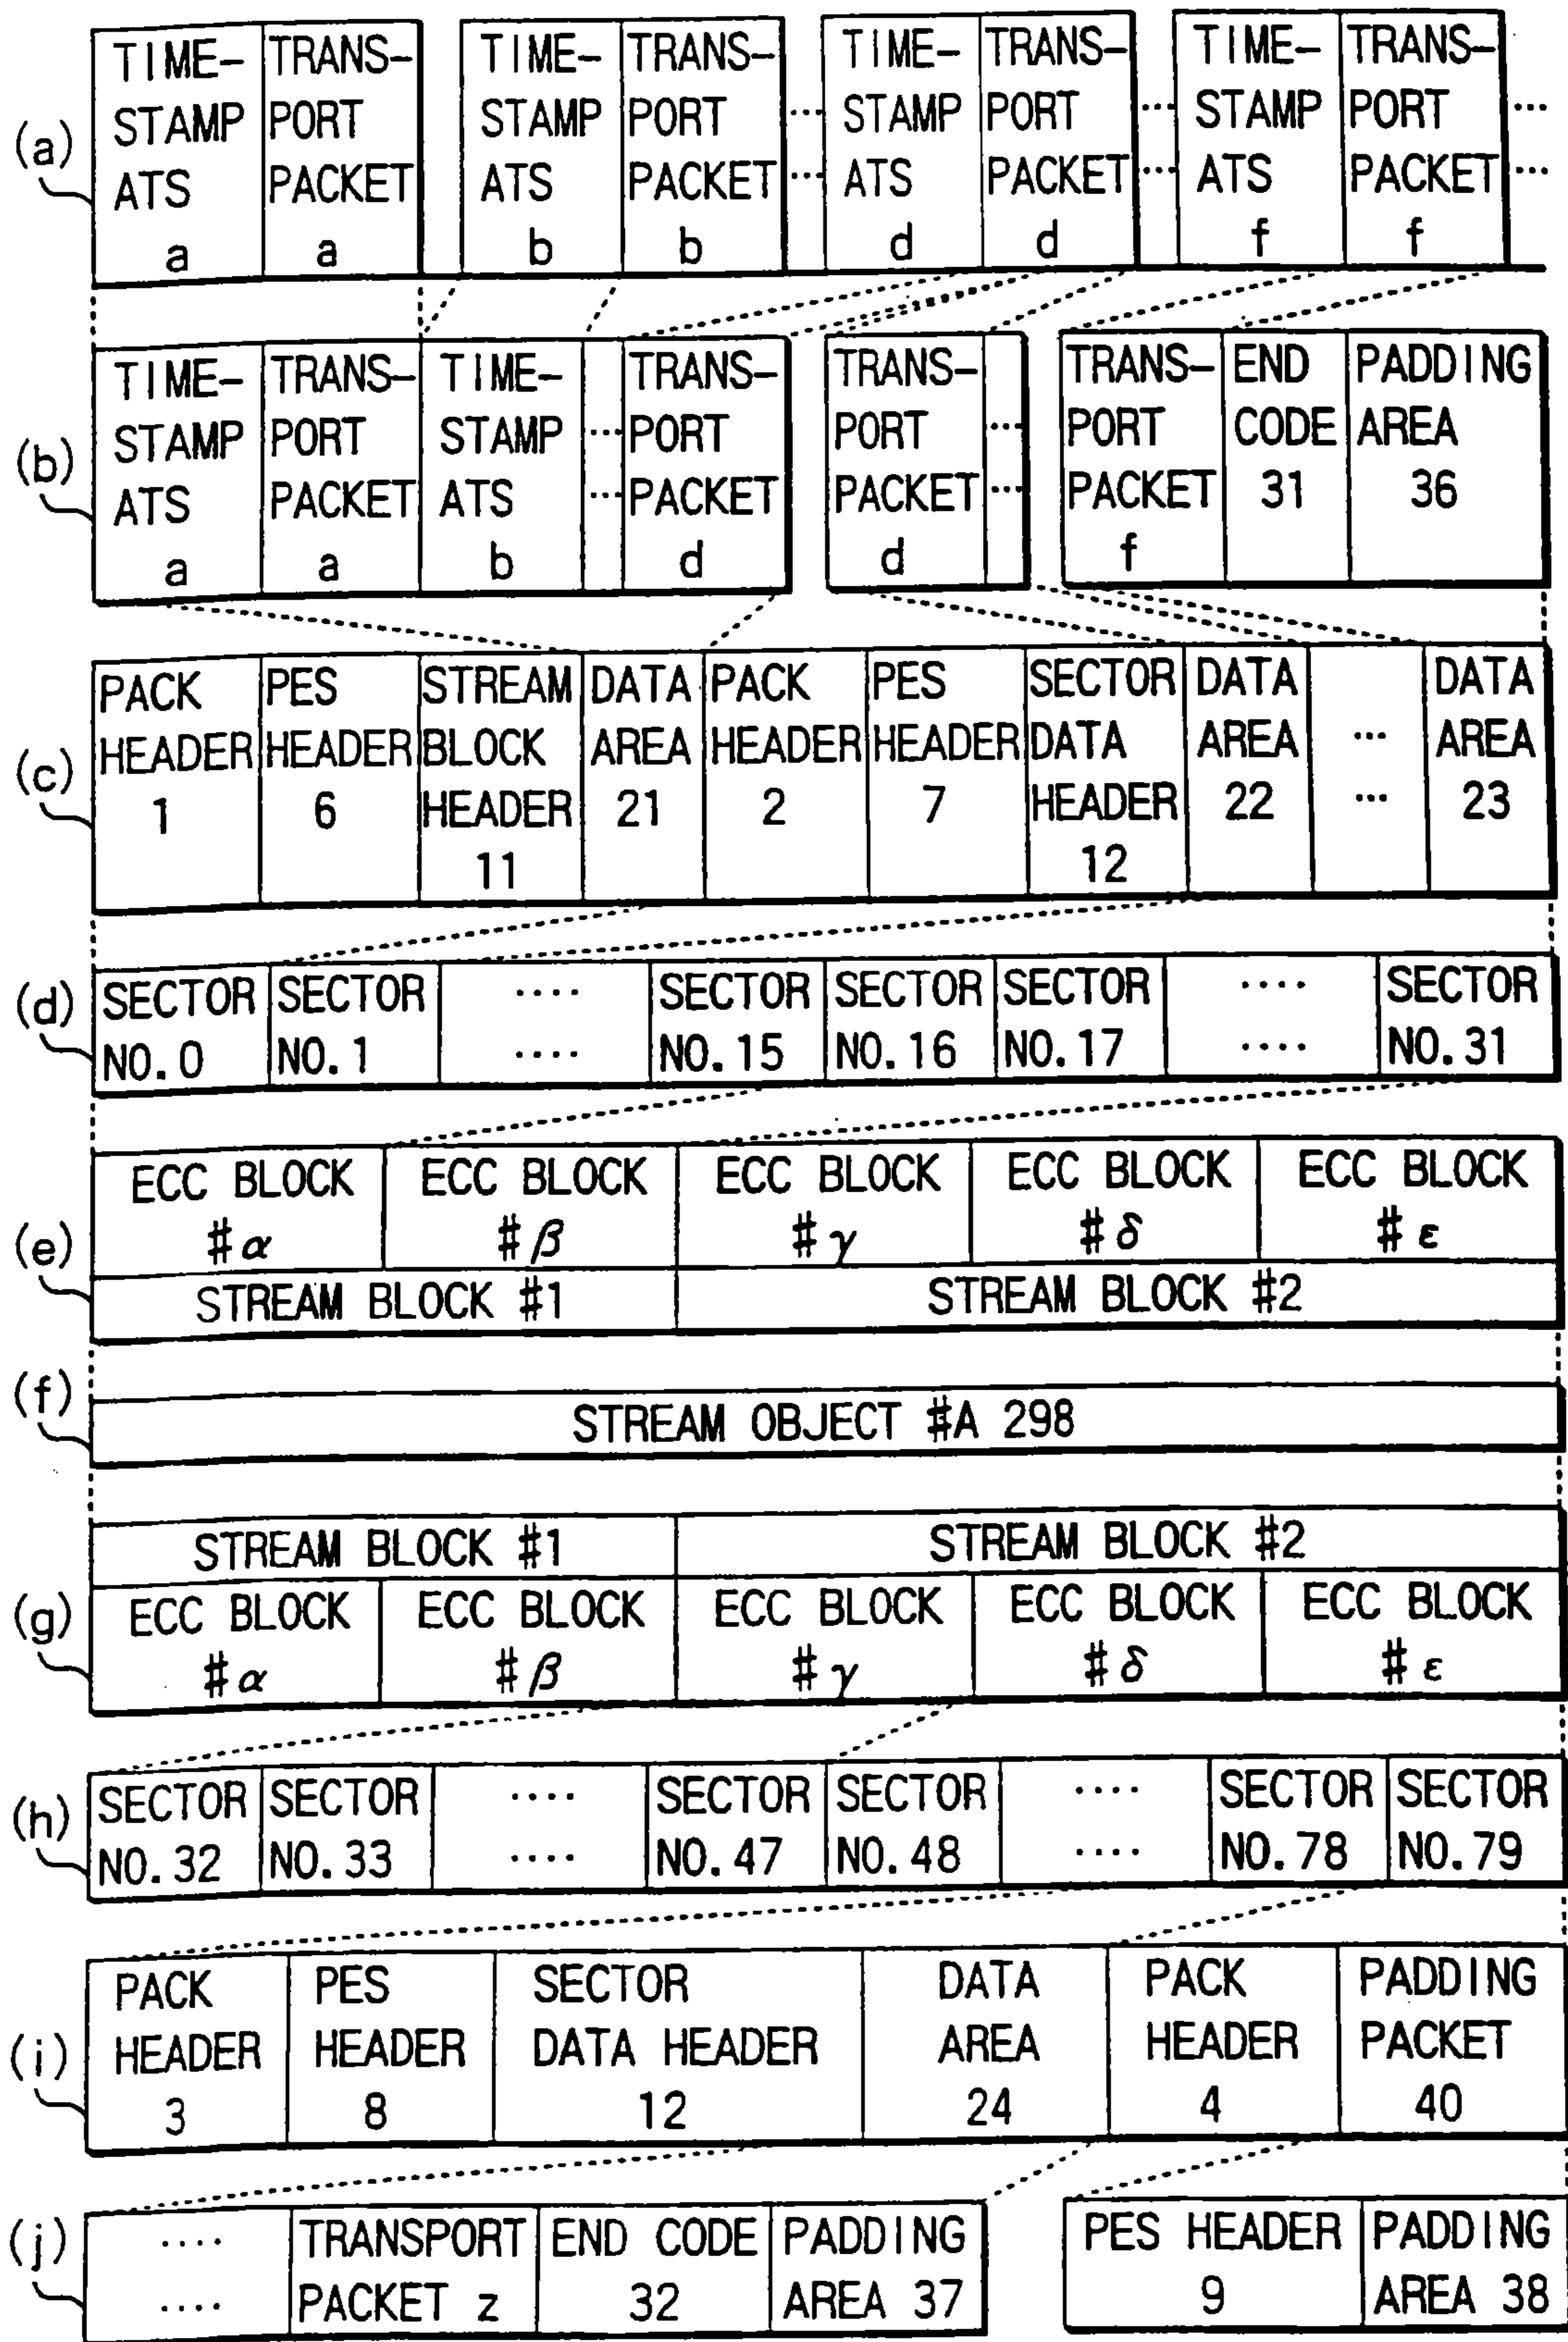 (a)
TIME- TRANS- TIME- TRANS- TIME- TRANS- TIME- TRANS-
STAMP PORT STAMP PORT ... STAMP PORT ... STAMP PORT ...
ATS PACKET ATS PACKET ... ATS PACKET ... ATS PACKET ...
a a b b d d f f
(b)
TIME- TRANS- TIME- TRANS- TRANS- TRANS- END PADDING
STAMP PORT STAMP ... PORT PORT ... PORT CODE AREA
ATS PACKET ATS ... PACKET PACKET ... PACKET 31 36
a a b d d f
(c)
PACK PES STREAM DATA PACK PES SECTOR DATA DATA
HEADER HEADER BLOCK AREA HEADER HEADER DATA AREA ... AREA
1 6 HEADER 21 2 7 HEADER 22 ... 23
11 12
(d)
SECTOR SECTOR .... SECTOR SECTOR SECTOR .... SECTOR
NO.0 NO.1 .... NO.15 NO.16 NO.17 .... NO.31
(e)
ECC BLOCK ECC BLOCK ECC BLOCK ECC BLOCK ECC BLOCK
#α #β #γ #δ #ε
STREAM BLOCK #1 STREAM BLOCK #2
(f)
STREAM OBJECT #A 298
(g)
STREAM BLOCK #1 STREAM BLOCK #2
ECC BLOCK ECC BLOCK ECC BLOCK ECC BLOCK ECC BLOCK
#α #β #γ #δ #ε
(h)
SECTOR SECTOR .... SECTOR SECTOR .... SECTOR SECTOR
NO.32 NO.33 .... NO.47 NO.48 .... NO.78 NO.79
(i)
PACK PES SECTOR DATA PACK PADDING
HEADER HEADER DATA HEADER AREA HEADER PACKET
3 8 12 24 4 40
(j)
.... TRANSPORT END CODE PADDING PES HEADER PADDING
.... PACKET z 32 AREA 37 9 AREA 38